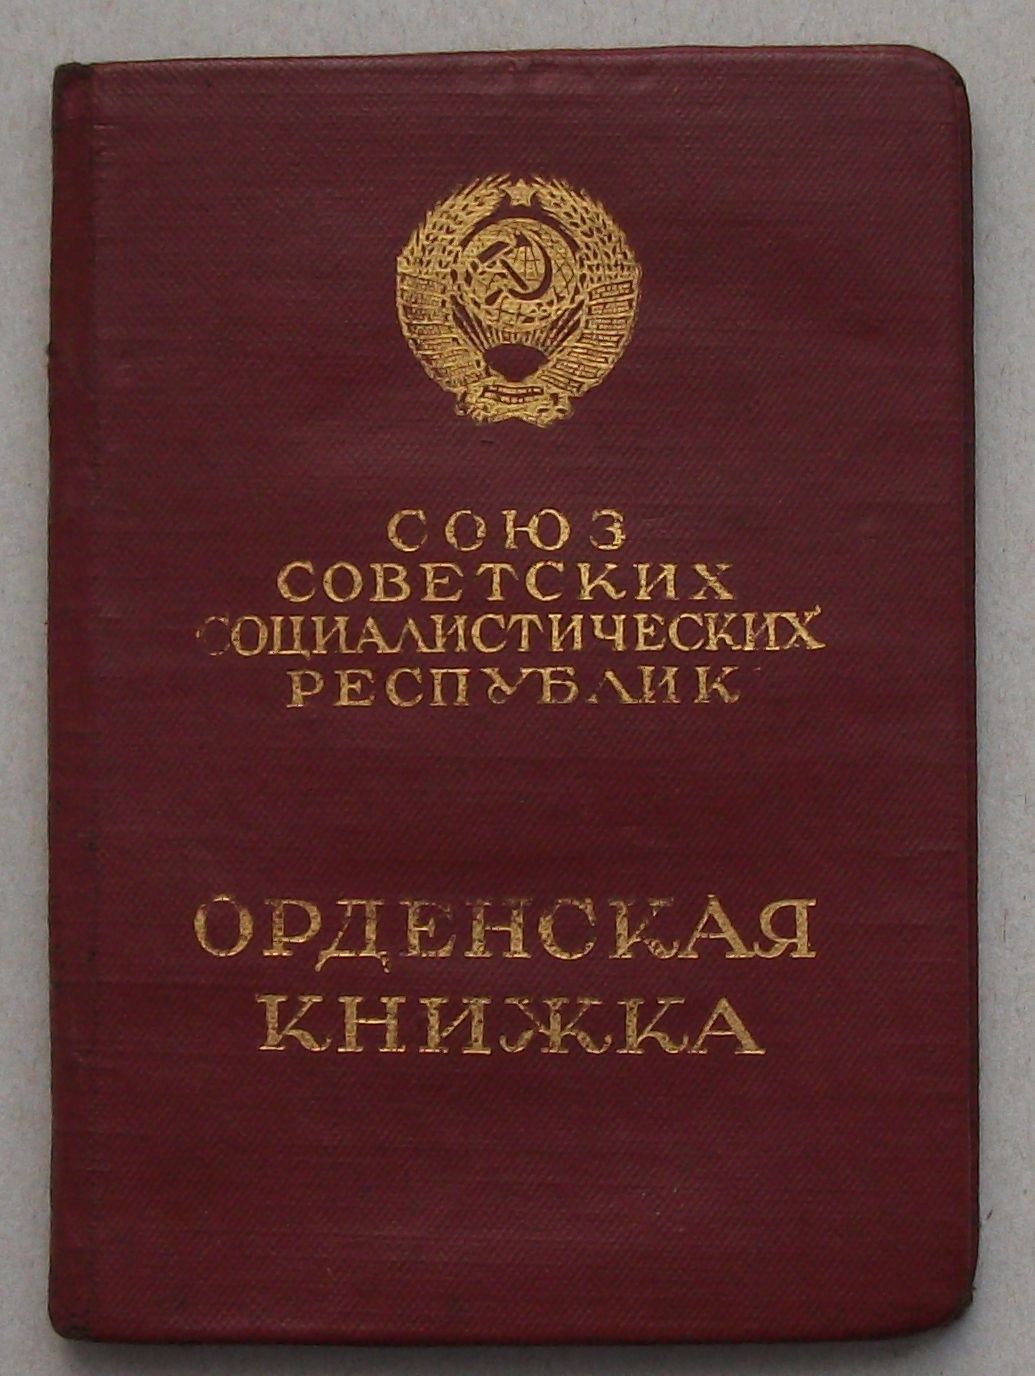 СОЮЗ
СОВЕТСКИХ
СОЦИАЛИСТИЧЕСКИХ
РЕСПУБЛИК
ОРДЕНСКАЯ
КНИЖКА